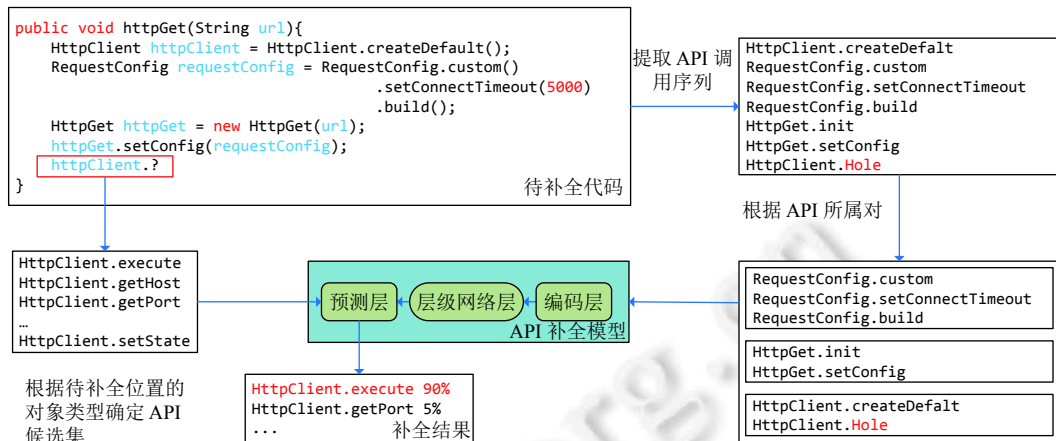 public void httpGet(String url){
HttpClient httpClient = HttpClient.createDefault();
RequestConfig requestConfig = RequestConfig.custom()
.setConnectTimeout(5000)
.build();
HttpGet httpGet = new HttpGet(url);
httpGet.setConfig(requestConfig);
httpClient.?
}
待补全代码
提取 API 调
用序列
HttpClient.createDefalt
RequestConfig.custom
RequestConfig.setConnectTimeout
RequestConfig.build
HttpGet.init
HttpGet.setConfig
HttpClient.Hole
根据 API 所属对
HttpClient.execute
HttpClient.getHost
HttpClient.getPort
…
HttpClient.setState
根据待补全位置的
对象类型确定 API
候选集
预测层
层级网络层
编码层
API 补全模型
HttpClient.execute 90%
HttpClient.getPort 5%
...
补全结果
RequestConfig.custom
RequestConfig.setConnectTimeout
RequestConfig.build
HttpGet.init
HttpGet.setConfig
HttpClient.createDefalt
HttpClient.Hole